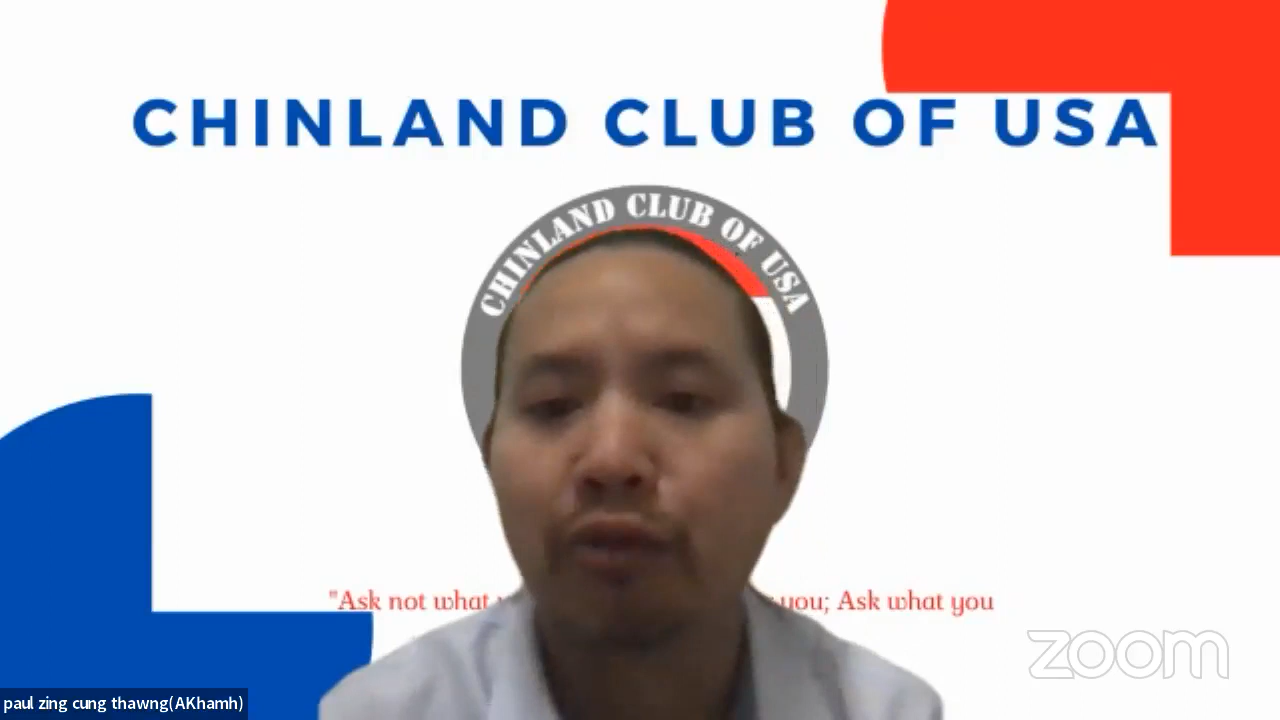 CHINLAND CLUB OF USA
CHINLAND CLUB OF USA
"Ask not what you; Ask what you
zoom
paul zing cung thawng(AKhamh)